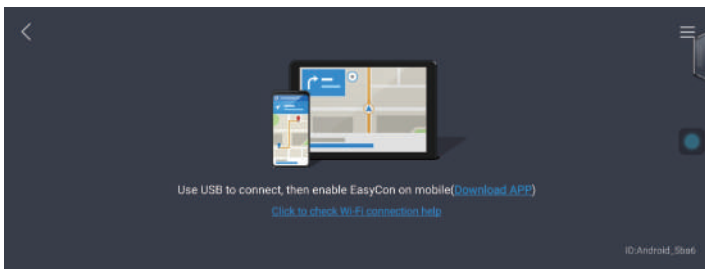 Use USB to connect, then enable EasyCon on mobile(Download APP)
Click to check Wi-Fi connection help
ID:Android_5ba6